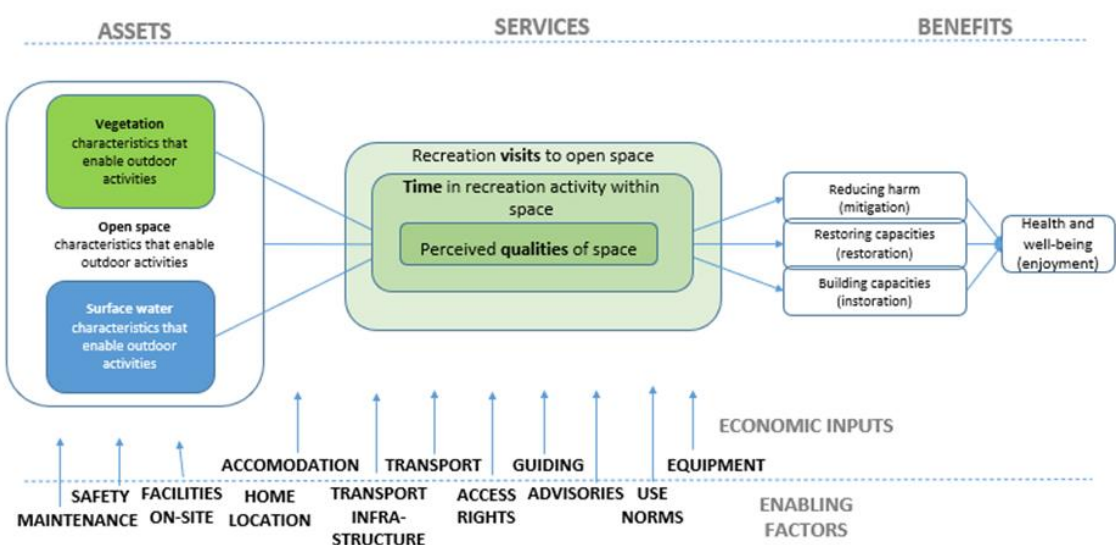 ASSETS
SERVICES
BENEFITS
Vegetation
characteristics that
enable outdoor
activities
Open space
characteristics that enable
outdoor activities
Surface water
characteristics that
enable outdoor
activities
Recreation visits to open space
Time in recreation activity within
space
Perceived qualities of space
Reducing harm
(mitigation)
Restoring capacities
(restoration)
Building capacities
(instoration)
Health and
well-being
(enjoyment)
ECONOMIC INPUTS
ACCOMODATION
TRANSPORT
GUIDING
EQUIPMENT
MAINTENANCE
SAFETY
FACILITIES
ON-SITE
HOME
LOCATION
TRANSPORT
INFRA-
STRUCTURE
ACCESS
RIGHTS
ADVISORIES
USE
NORMS
ENABLING
FACTORS